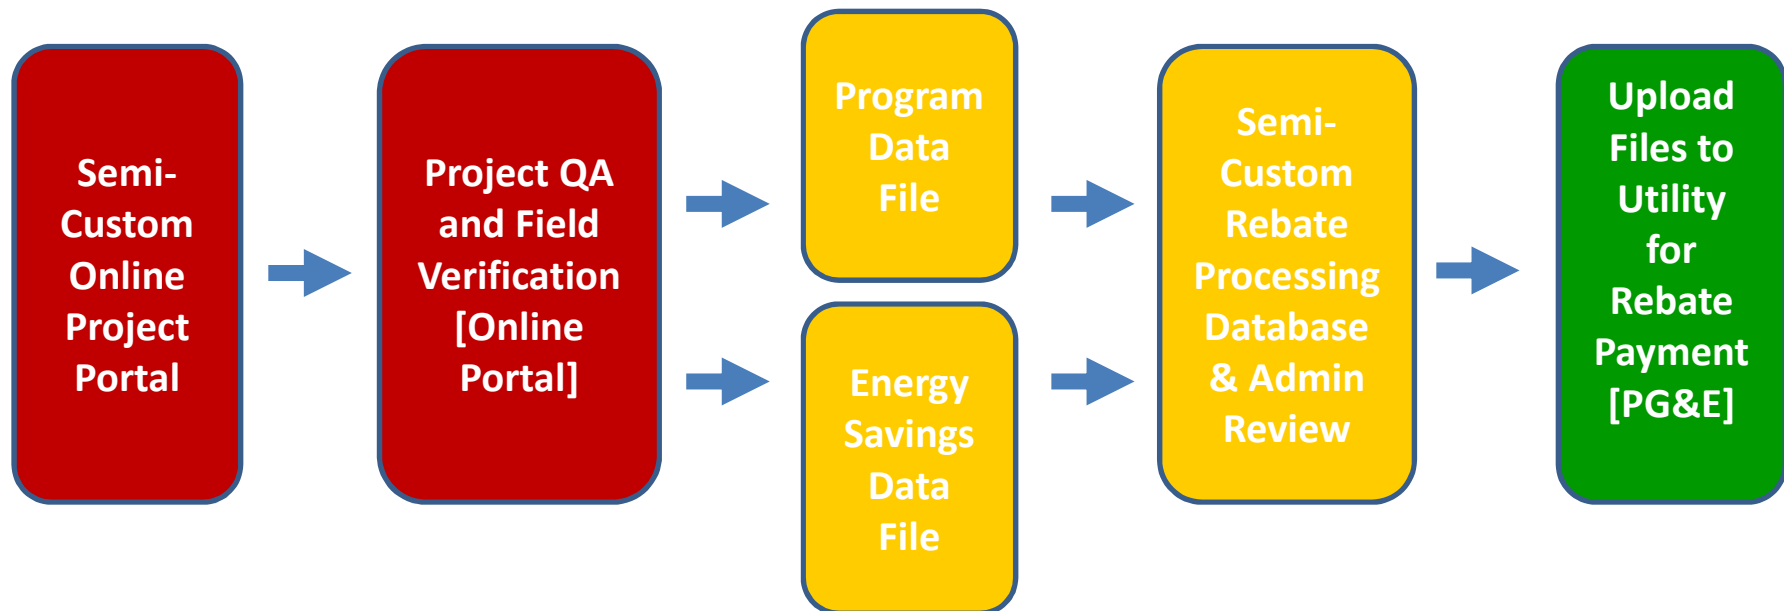 Semi-
Custom
Online
Project
Portal
Project QA
and Field
Verification
[Online
Portal]
Program
Data
File
Energy
Savings
Data
File
Semi-
Custom
Rebate
Processing
Database
& Admin
Review
Upload
Files to
Utility
for
Rebate
Payment
[PG&E]